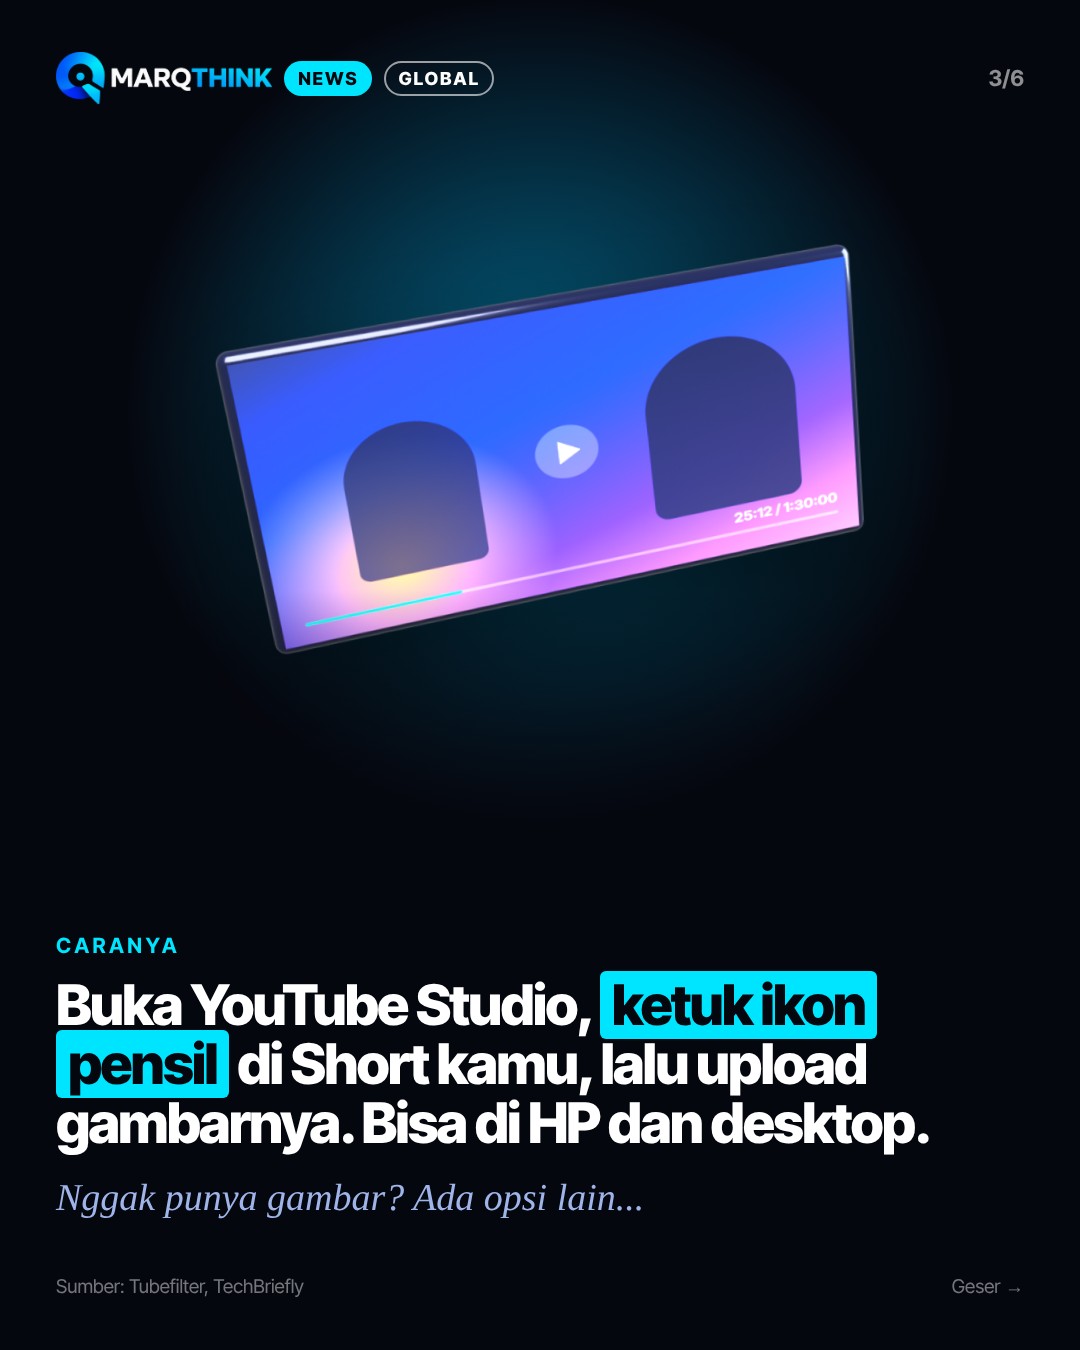 MARQTHINK NEWS GLOBAL 3/6
25:12 / 1:30:00
CARANYA
Buka YouTube Studio, ketuk ikon
pensil di Short kamu, lalu upload
gambarnya. Bisa di HP dan desktop.
Nggak punya gambar? Ada opsi lain...
Sumber: Tubefilter, TechBriefly Geser →